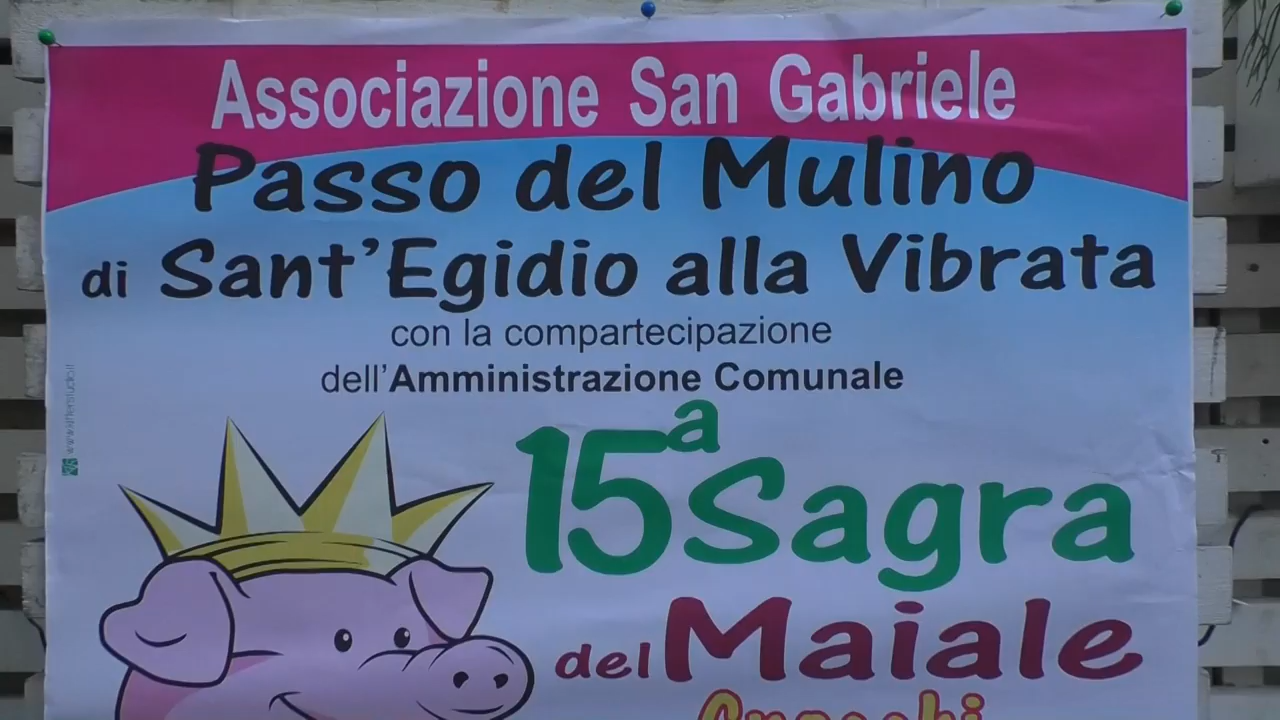 Associazione San Gabriele
Passo del Mulino
di Sant'Egidio alla Vibrata
con la compartecipazione
dell'Amministrazione Comunale
15a Sagra
del Maiale